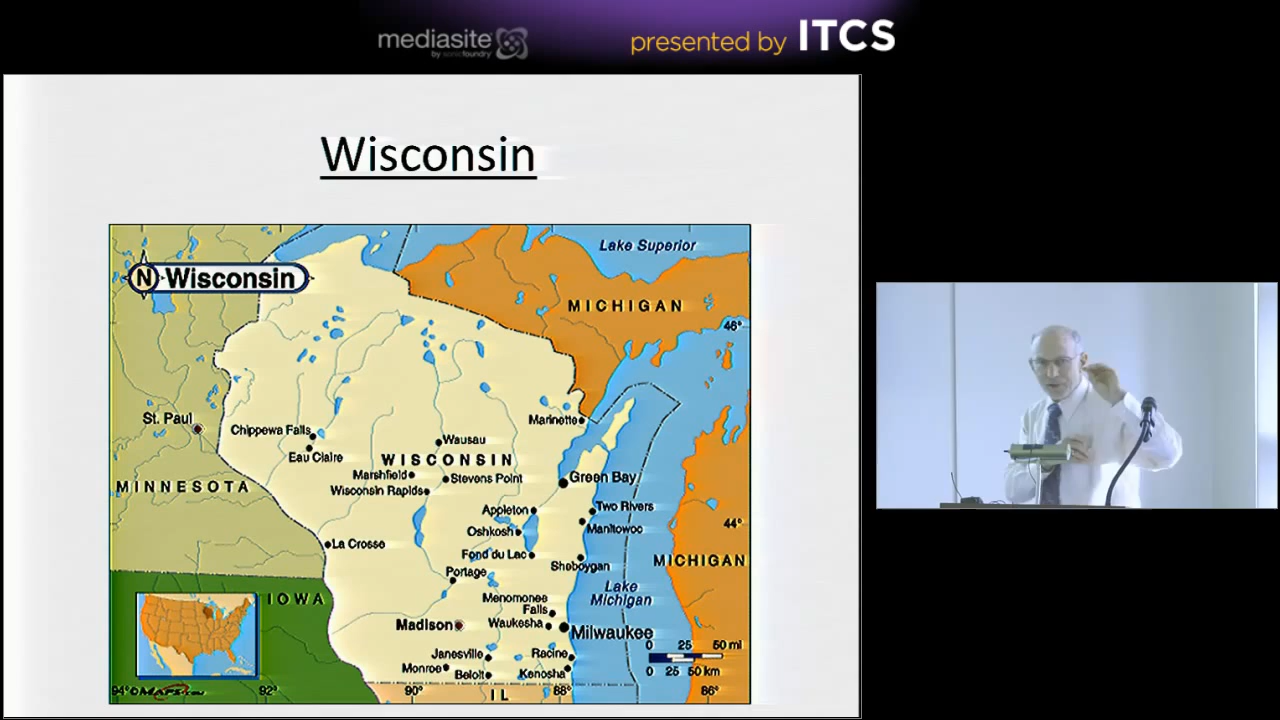 mediasite
by sonicfoundry
presented by ITCS
Wisconsin
Lake Superior
N Wisconsin
MICHIGAN
46°
St. Paul
Marinette
Chippewa Falls
Wausau
Eau Claire
WISCONSIN
Marshfield
Stevens Point
Green Bay
MINNESOTA
Wisconsin Rapids
Appleton
Two Rivers
44°
Oshkosh
Manitowoc
La Crosse
Fond du Lac
MICHIGAN
Sheboygan
Portage
Lake
Michigan
IOWA
Menomonee
Falls
Madison
Waukesha
Milwaukee
0 25 50 mi
Janesville
Racine
Monroe
Beloit
Kenosha
0 25 50 km
94°
92°
90°
IL
88°
86°